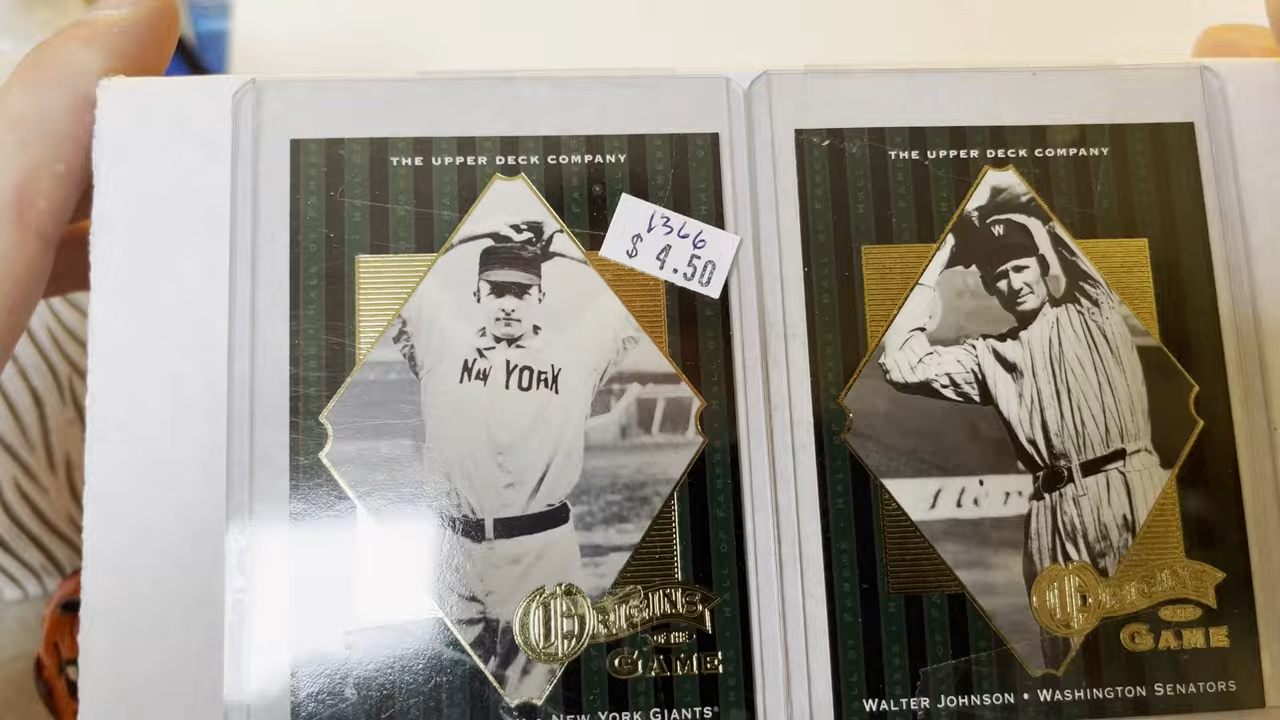 THE UPPER DECK COMPANY
1366
$ 4.50
NEW YORK
ORIGINS
OF THE
GAME
NEW YORK GIANTS
THE UPPER DECK COMPANY
W
ORIGINS
OF THE
GAME
WALTER JOHNSON • WASHINGTON SENATORS